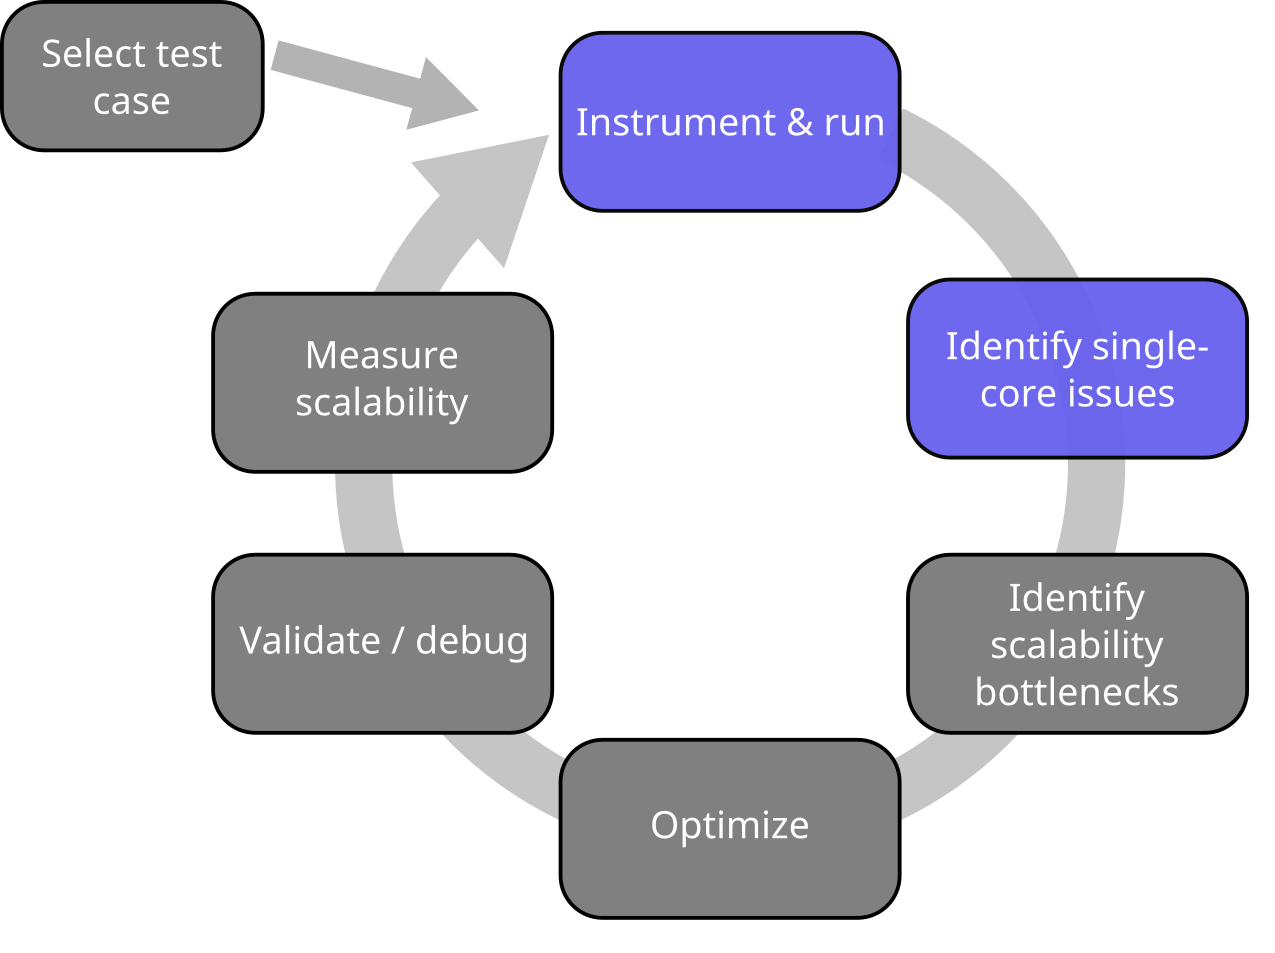 Select test
case
Instrument & run
Identify single-
core issues
Identify
scalability
bottlenecks
Optimize
Validate / debug
Measure
scalability